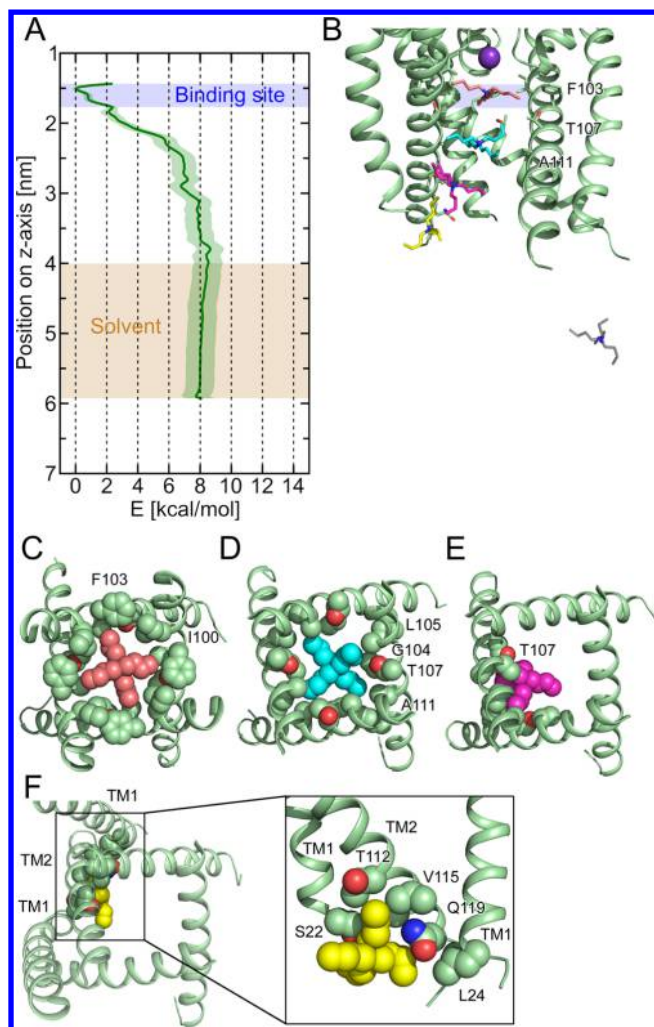 A
1
2
3
4
5
6
7
Position on z-axis [nm]
Binding site
Solvent
0 2 4 6 8 10 12 14
E [kcal/mol]
B
F103
T107
A111
C
F103
I100
D
L105
G104
T107
A111
E
T107
F
TM1
TM2
TM1
TM1
TM2
T112
V115
S22
Q119
TM1
L24